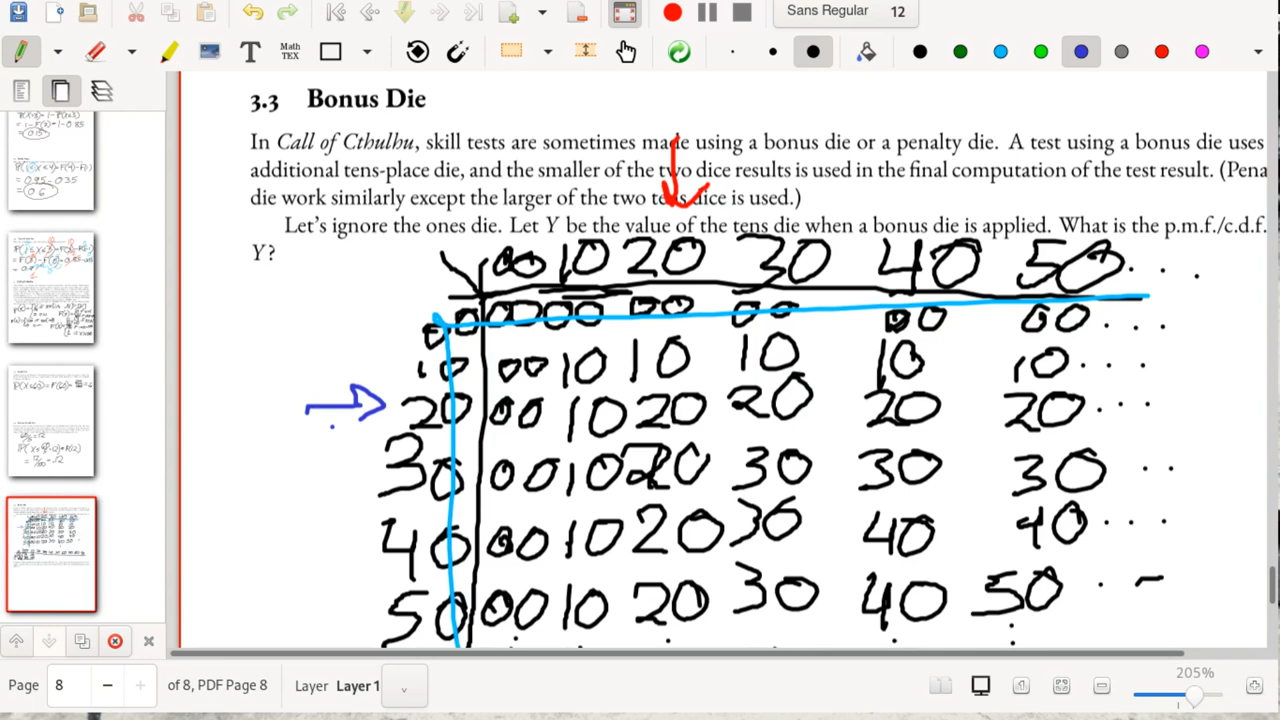 Sans Regular 12
T Math TEX
3.3 Bonus Die
In Call of Cthulhu, skill tests are sometimes made using a bonus die or a penalty die. A test using a bonus die uses
additional tens-place die, and the smaller of the two dice results is used in the final computation of the test result. (Pena
die work similarly except the larger of the two tens dice is used.)
Let's ignore the ones die. Let Y be the value of the tens die when a bonus die is applied. What is the p.m.f./c.d.f.
Y?
00 10 20 30 40 50 . . .
00 00 00 00 00 00 00 . . .
10 00 10 10 10 10 10 . . .
20 00 10 20 20 20 20 . . .
30 00 10 20 30 30 30 . .
40 00 10 20 30 40 40 . . .
50 00 10 20 30 40 50 . .
Page 8 of 8, PDF Page 8 Layer Layer 1 205%